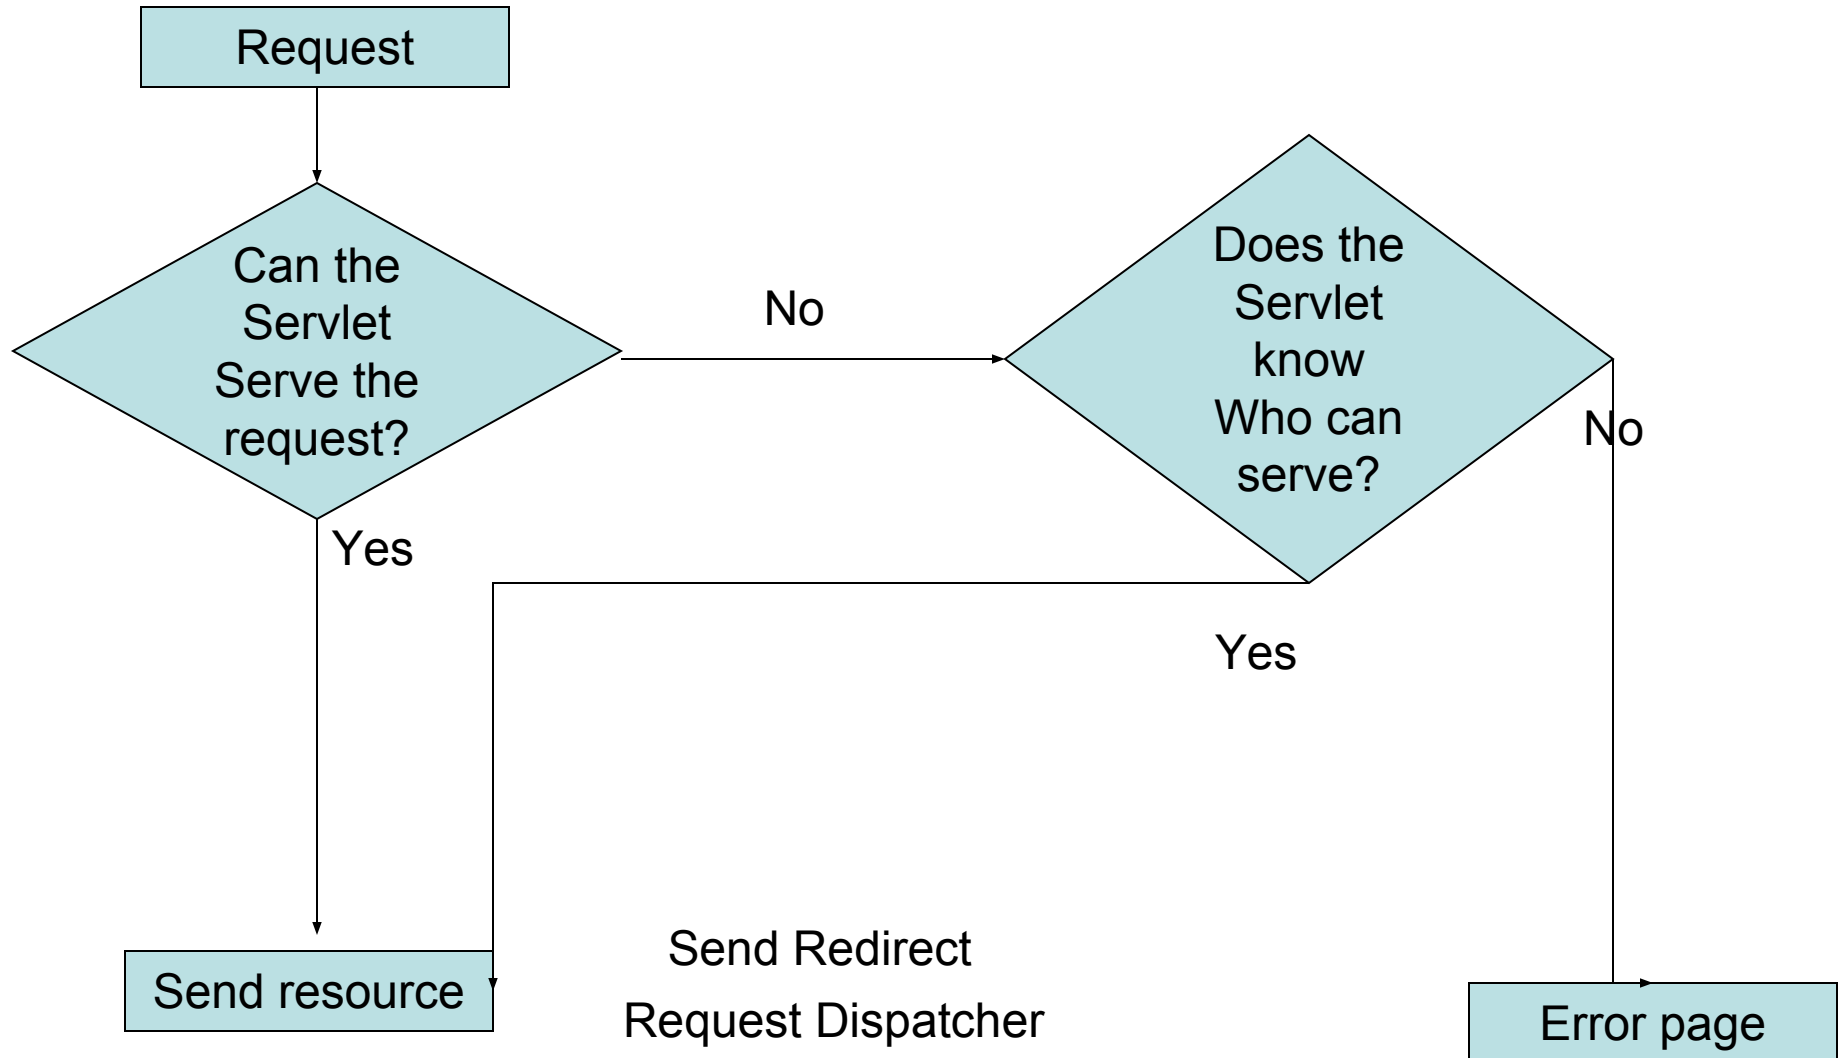 Request
Can the
Servlet
Serve the
request?
No
Does the
Servlet
know
Who can
serve?
No
Yes
Yes
Send Redirect
Request Dispatcher
Send resource
Error page